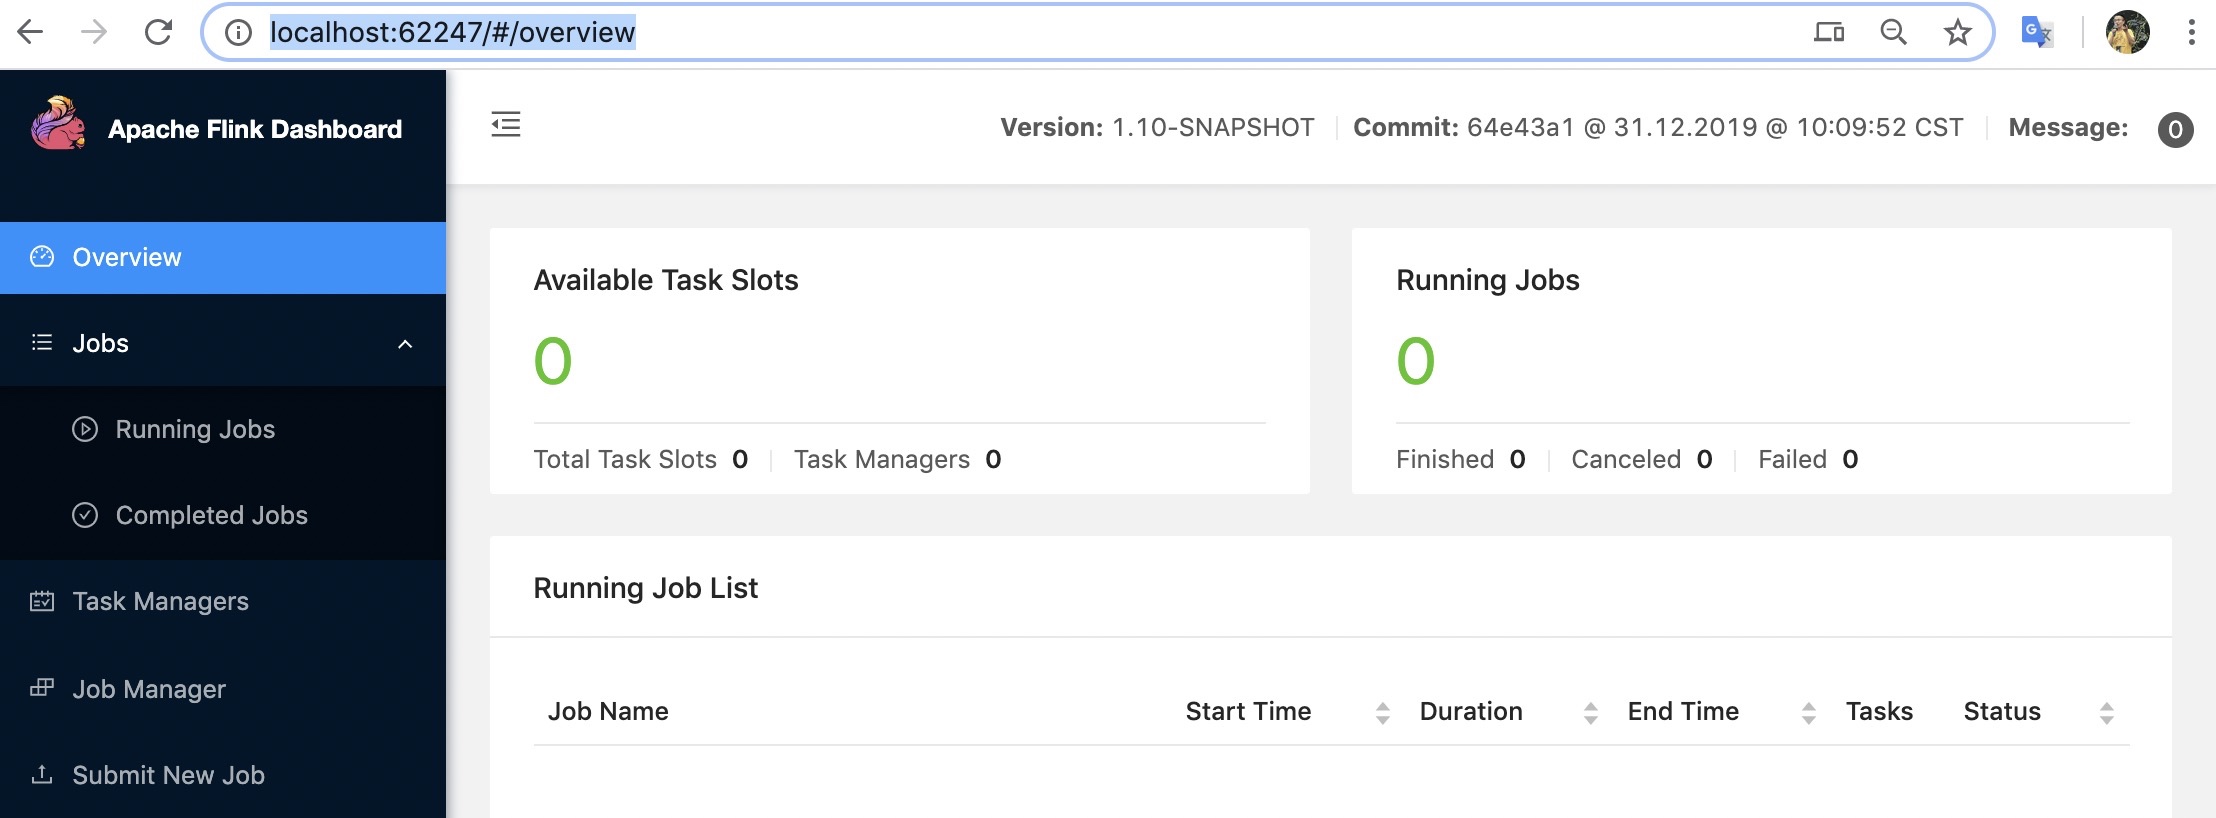 localhost:62247/#/overview
Apache Flink Dashboard
Version: 1.10-SNAPSHOT Commit: 64e43a1 @ 31.12.2019 @ 10:09:52 CST Message: 0
Overview
Jobs
Running Jobs
Completed Jobs
Task Managers
Job Manager
Submit New Job
Available Task Slots
0
Total Task Slots 0 Task Managers 0
Running Jobs
0
Finished 0 Canceled 0 Failed 0
Running Job List
Job Name Start Time Duration End Time Tasks Status